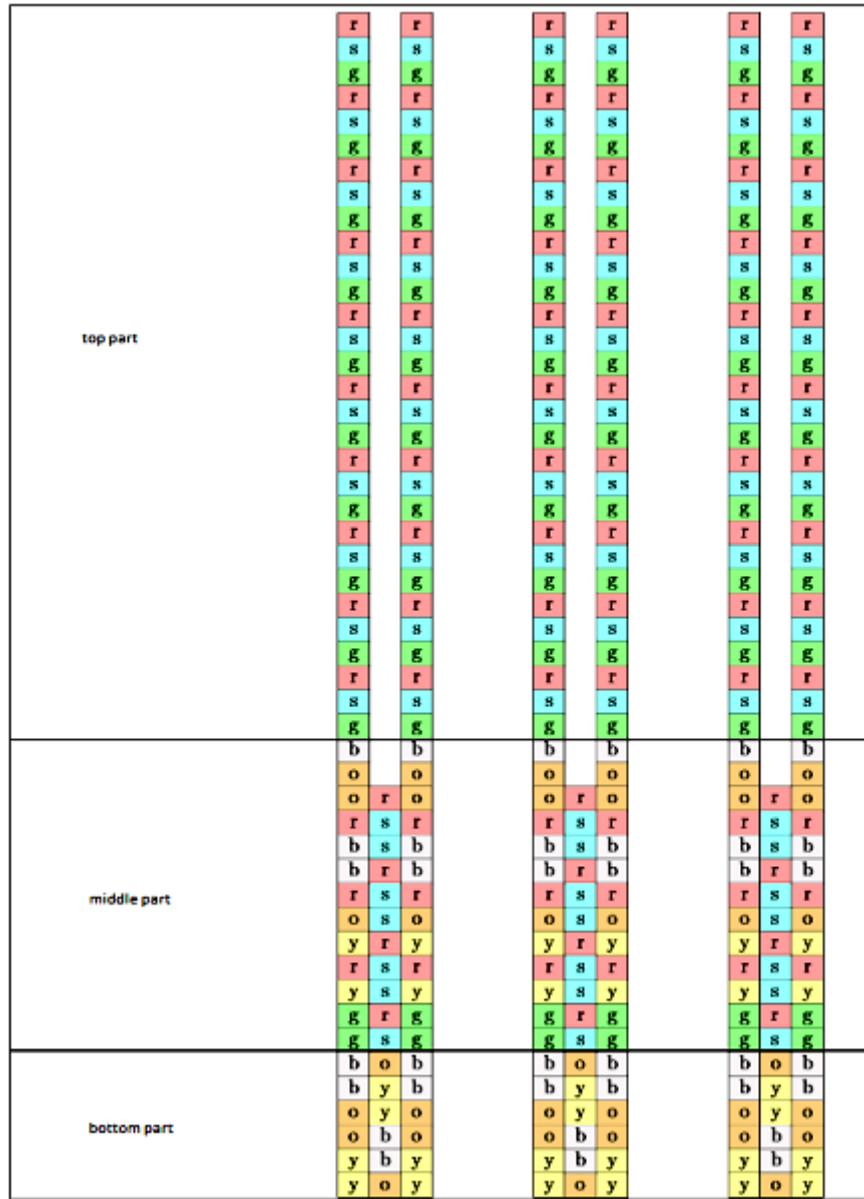 r r r r r r
s s s s s s
g g g g g g
r r r r r r
s s s s s s
g g g g g g
r r r r r r
s s s s s s
g g g g g g
r r r r r r
s s s s s s
g g g g g g
r r r r r r
top part s s s s s s
g g g g g g
r r r r r r
s s s s s s
g g g g g g
r r r r r r
s s s s s s
g g g g g g
r r r r r r
s s s s s s
g g g g g g
r r r r r r
s s s s s s
g g g g g g
r r r r r r
s s s s s s
g g g g g g
b b b b b b
o o o o o o
o r o o r o o r o
r s r r s r r s r
b s b b s b b s b
b r b b r b b r b
middle part r s r r s r r s r
o s o o s o o s o
y r y y r y y r y
r s r r s r r s r
y s y y s y y s y
g r g g r g g r g
g s g g s g g s g
b o b b o b b o b
b y b b y b b y b
o y o o y o o y o
bottom part o b o o b o o b o
y b y y b y y b y
y o y y o y y o y